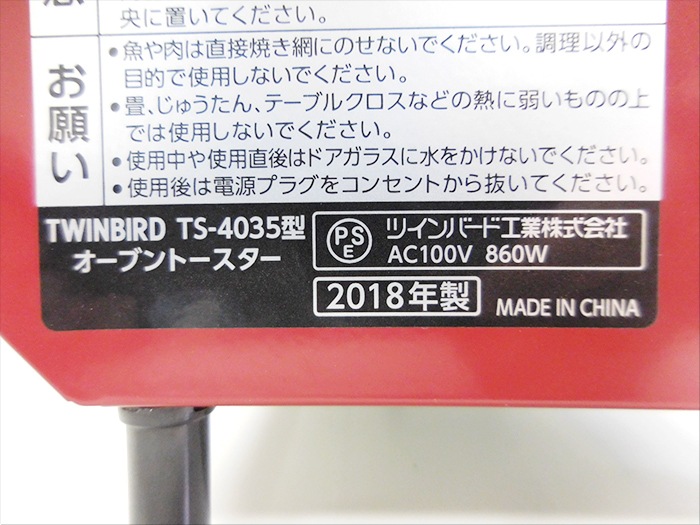 央に置いてください。
お願い
・魚や肉は直接焼き網にのせないでください。調理以外の
目的で使用しないでください。
・畳、じゅうたん、テーブルクロスなどの熱に弱いものの上
では使用しないでください。
・使用中や使用直後はドアガラスに水をかけないでください。
・使用後は電源プラグをコンセントから抜いてください。
TWINBIRD TS-4035型
オーブントースター
PSE
ツインバード工業株式会社
AC100V 860W
2018年製
MADE IN CHINA